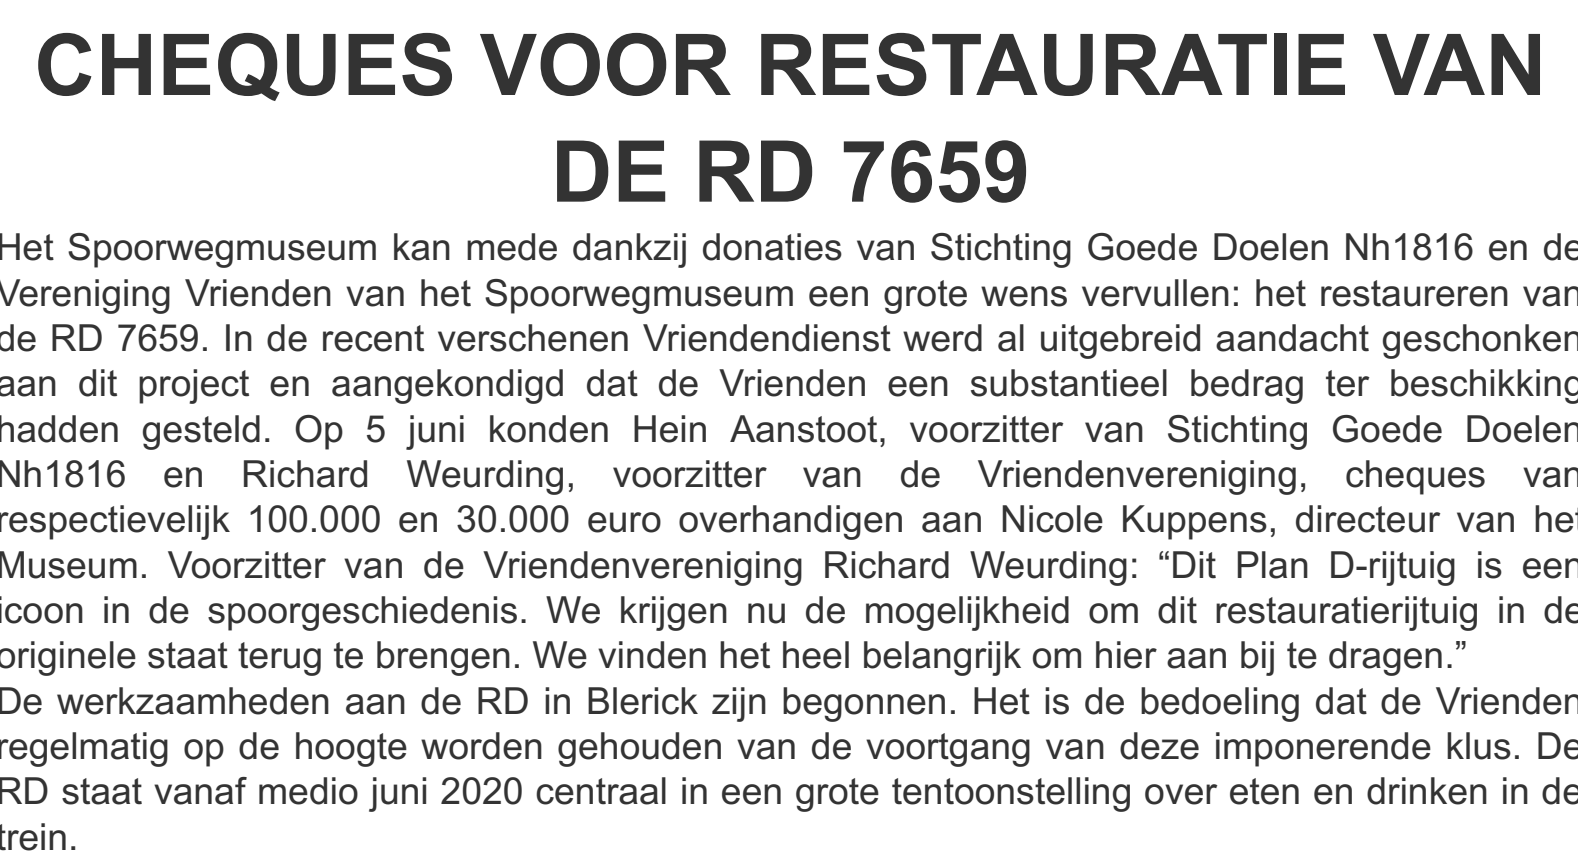 CHEQUES VOOR RESTAURATIE VAN
DE RD 7659
Het Spoorwegmuseum kan mede dankzij donaties van Stichting Goede Doelen Nh1816 en de
Vereniging Vrienden van het Spoorwegmuseum een grote wens vervullen: het restaureren van
de RD 7659. In de recent verschenen Vriendendienst werd al uitgebreid aandacht geschonken
aan dit project en aangekondigd dat de Vrienden een substantieel bedrag ter beschikking
hadden gesteld. Op 5 juni konden Hein Aanstoot, voorzitter van Stichting Goede Doelen
Nh1816 en Richard Weurding, voorzitter van de Vriendenvereniging, cheques van
respectievelijk 100.000 en 30.000 euro overhandigen aan Nicole Kuppens, directeur van het
Museum. Voorzitter van de Vriendenvereniging Richard Weurding: “Dit Plan D-rijtuig is een
icoon in de spoorgeschiedenis. We krijgen nu de mogelijkheid om dit restauratierijtuig in de
originele staat terug te brengen. We vinden het heel belangrijk om hier aan bij te dragen.”
De werkzaamheden aan de RD in Blerick zijn begonnen. Het is de bedoeling dat de Vrienden
regelmatig op de hoogte worden gehouden van de voortgang van deze imponerende klus. De
RD staat vanaf medio juni 2020 centraal in een grote tentoonstelling over eten en drinken in de
trein.